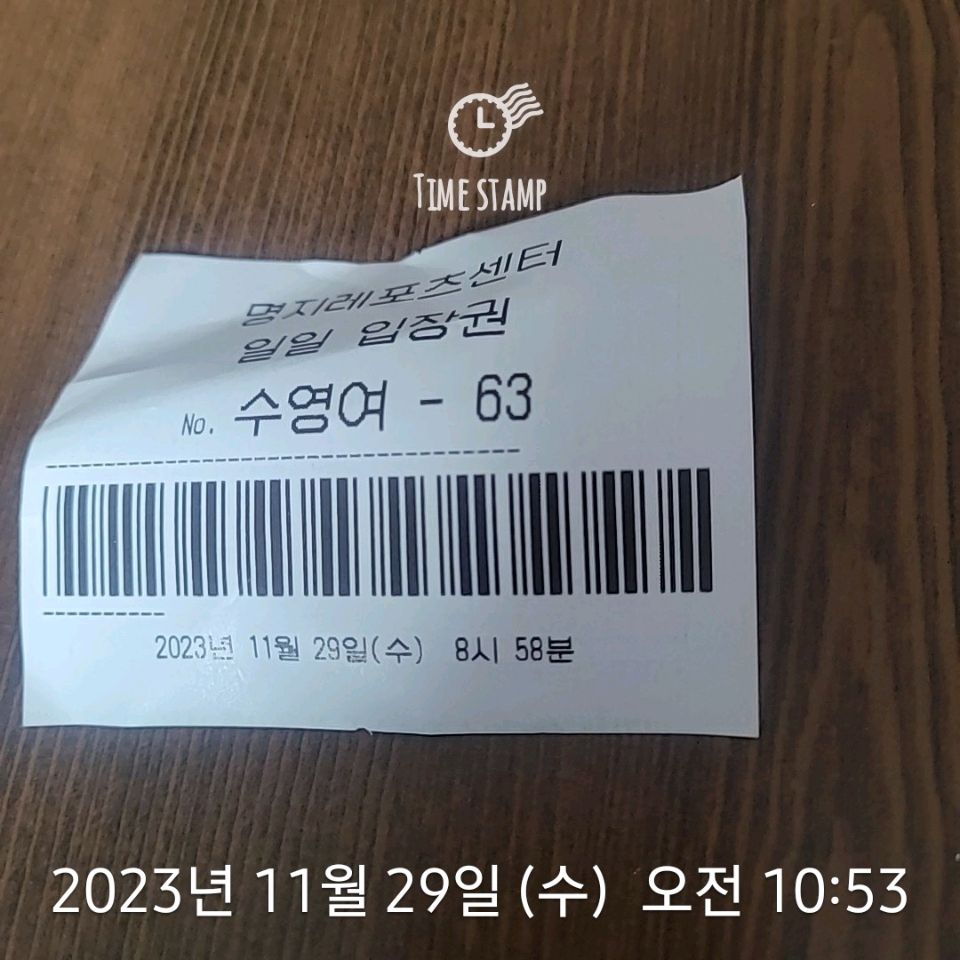 TIME STAMP
명지레포츠센터
일일 입장권
No. 수영여 - 63
2023년 11월 29일(수) 8시 58분
2023년 11월 29일 (수) 오전 10:53